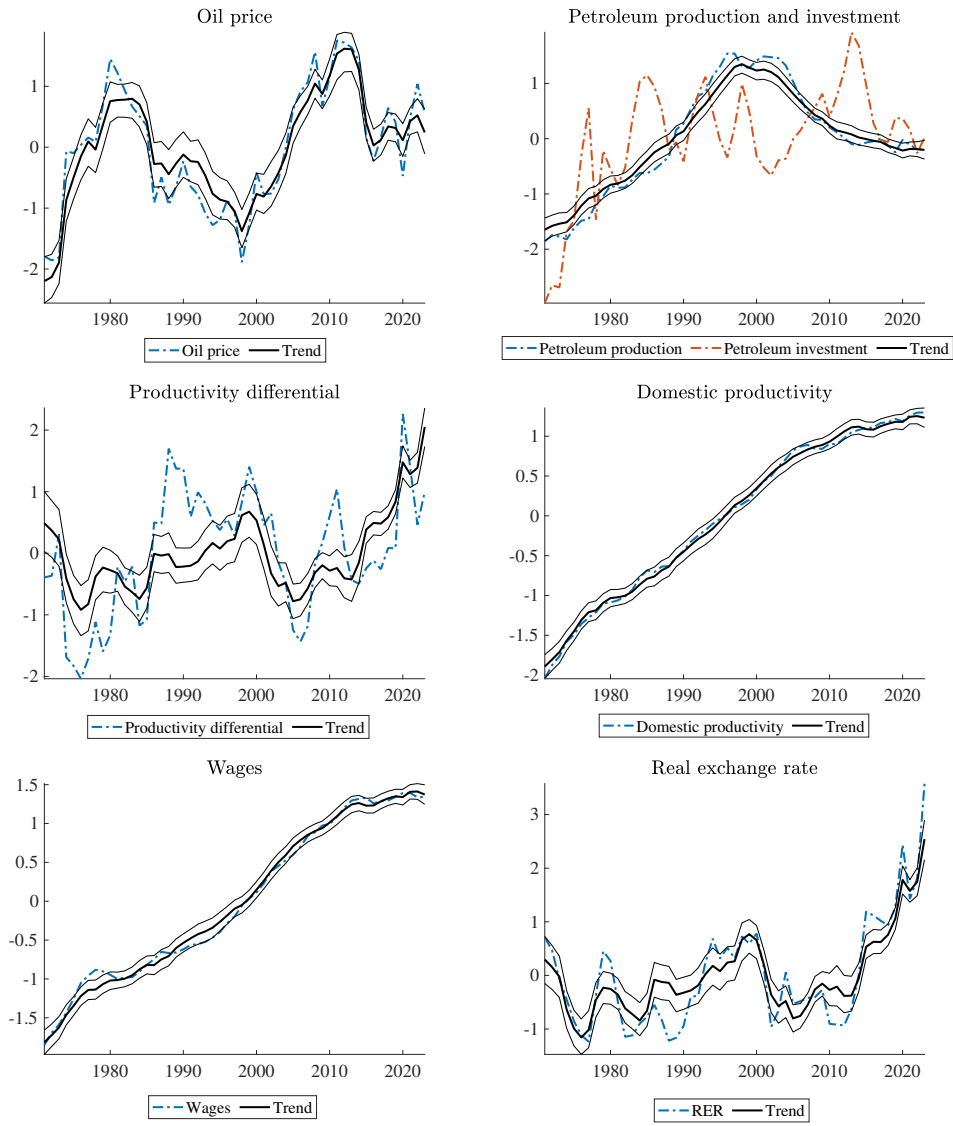 Oil price
1
0
-1
-2
1980 1990 2000 2010 2020
Oil price Trend
Petroleum production and investment
1
0
-1
-2
1980 1990 2000 2010 2020
Petroleum production Petroleum investment Trend
Productivity differential
2
1
0
-1
-2
1980 1990 2000 2010 2020
Productivity differential Trend
Domestic productivity
1
0.5
0
-0.5
-1
-1.5
-2
1980 1990 2000 2010 2020
Domestic productivity Trend
Wages
1.5
1
0.5
0
-0.5
-1
-1.5
1980 1990 2000 2010 2020
Wages Trend
Real exchange rate
3
2
1
0
-1
1980 1990 2000 2010 2020
RER Trend